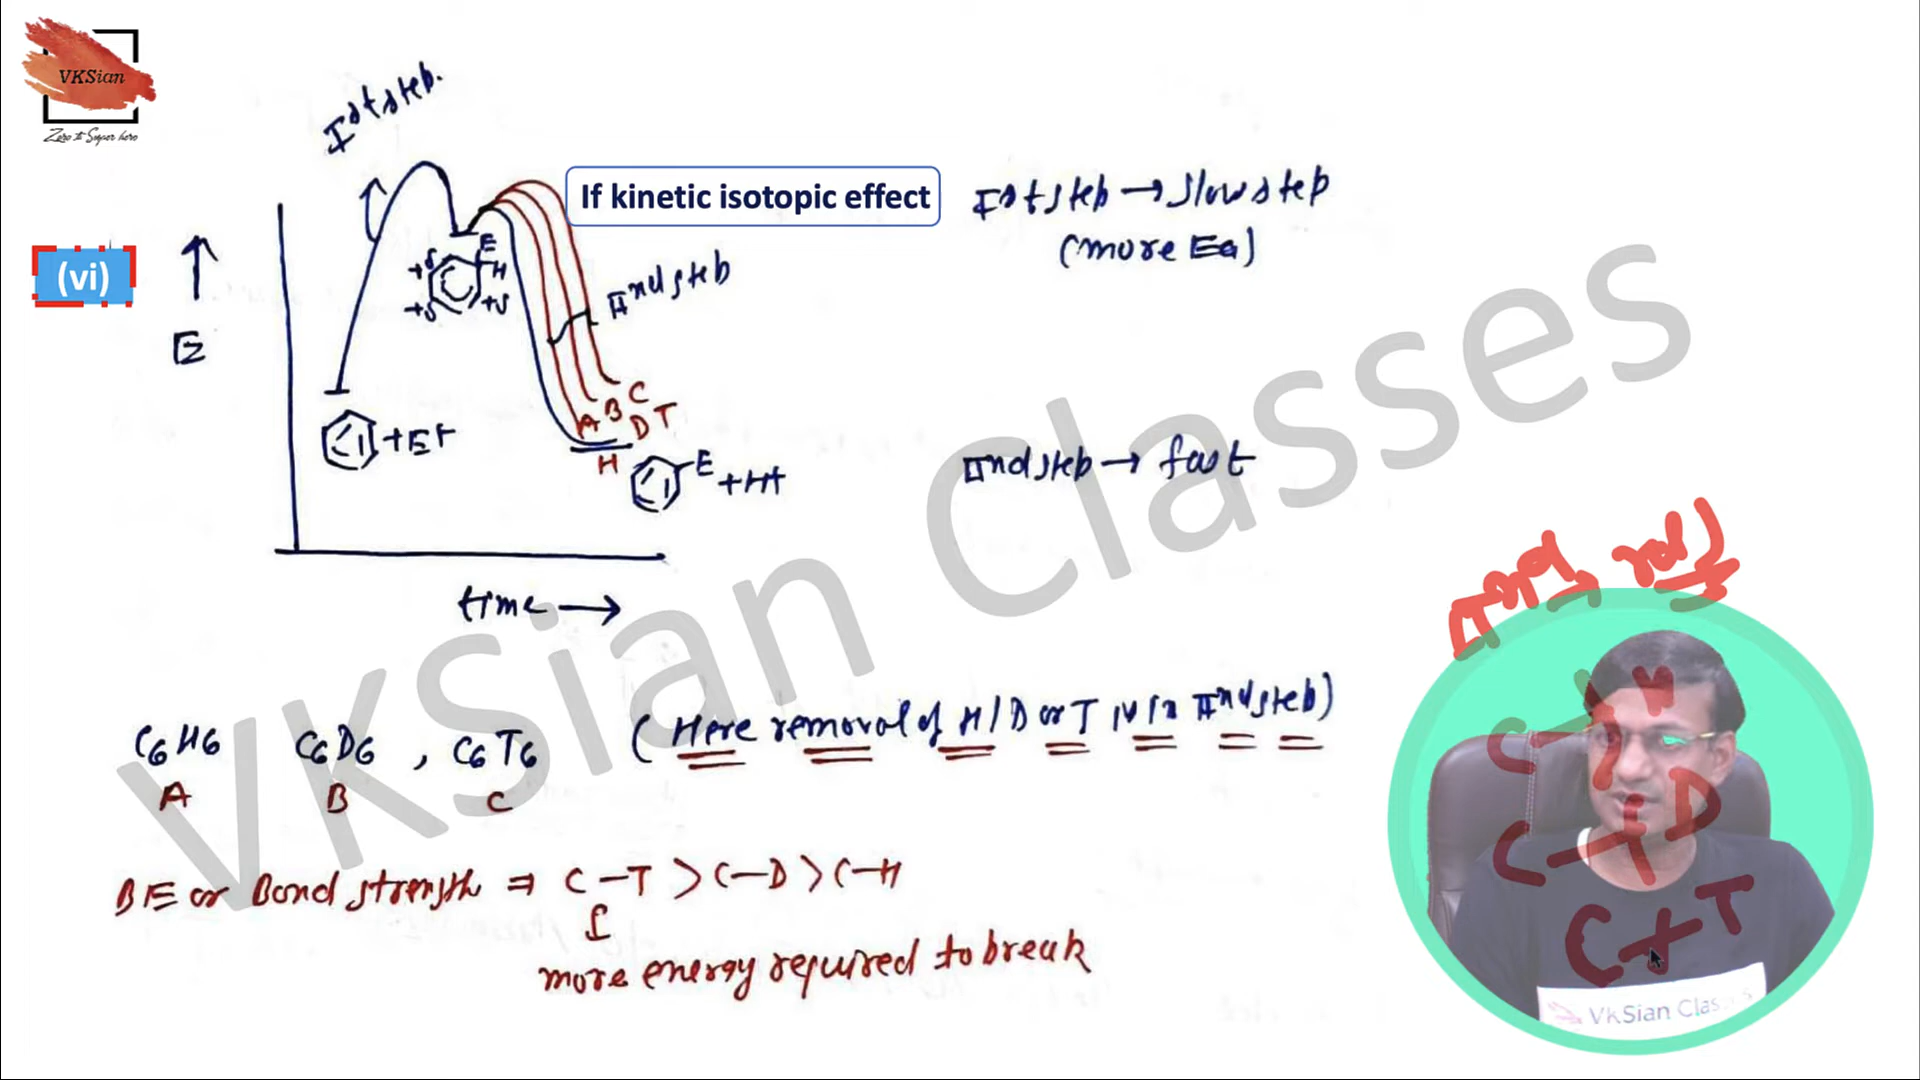 VKSian
Zero to Super hero
Ist step.
If kinetic isotopic effect
Ist step → slow step
(more Ea)
(vi)
E
E
H
+δ
+δ
+δ
IInd step
+E+
A B C
H D T
E
+H+
IInd step → fast
time →
C6H6 C6D6 , C6T6 (Here removal of H/D or T is in IInd step)
A B C
BE or Bond strength ⇒ C-T > C-D > C-H
more energy required to break
C H
C D
C T
VKSian Classes
VKSian Classes